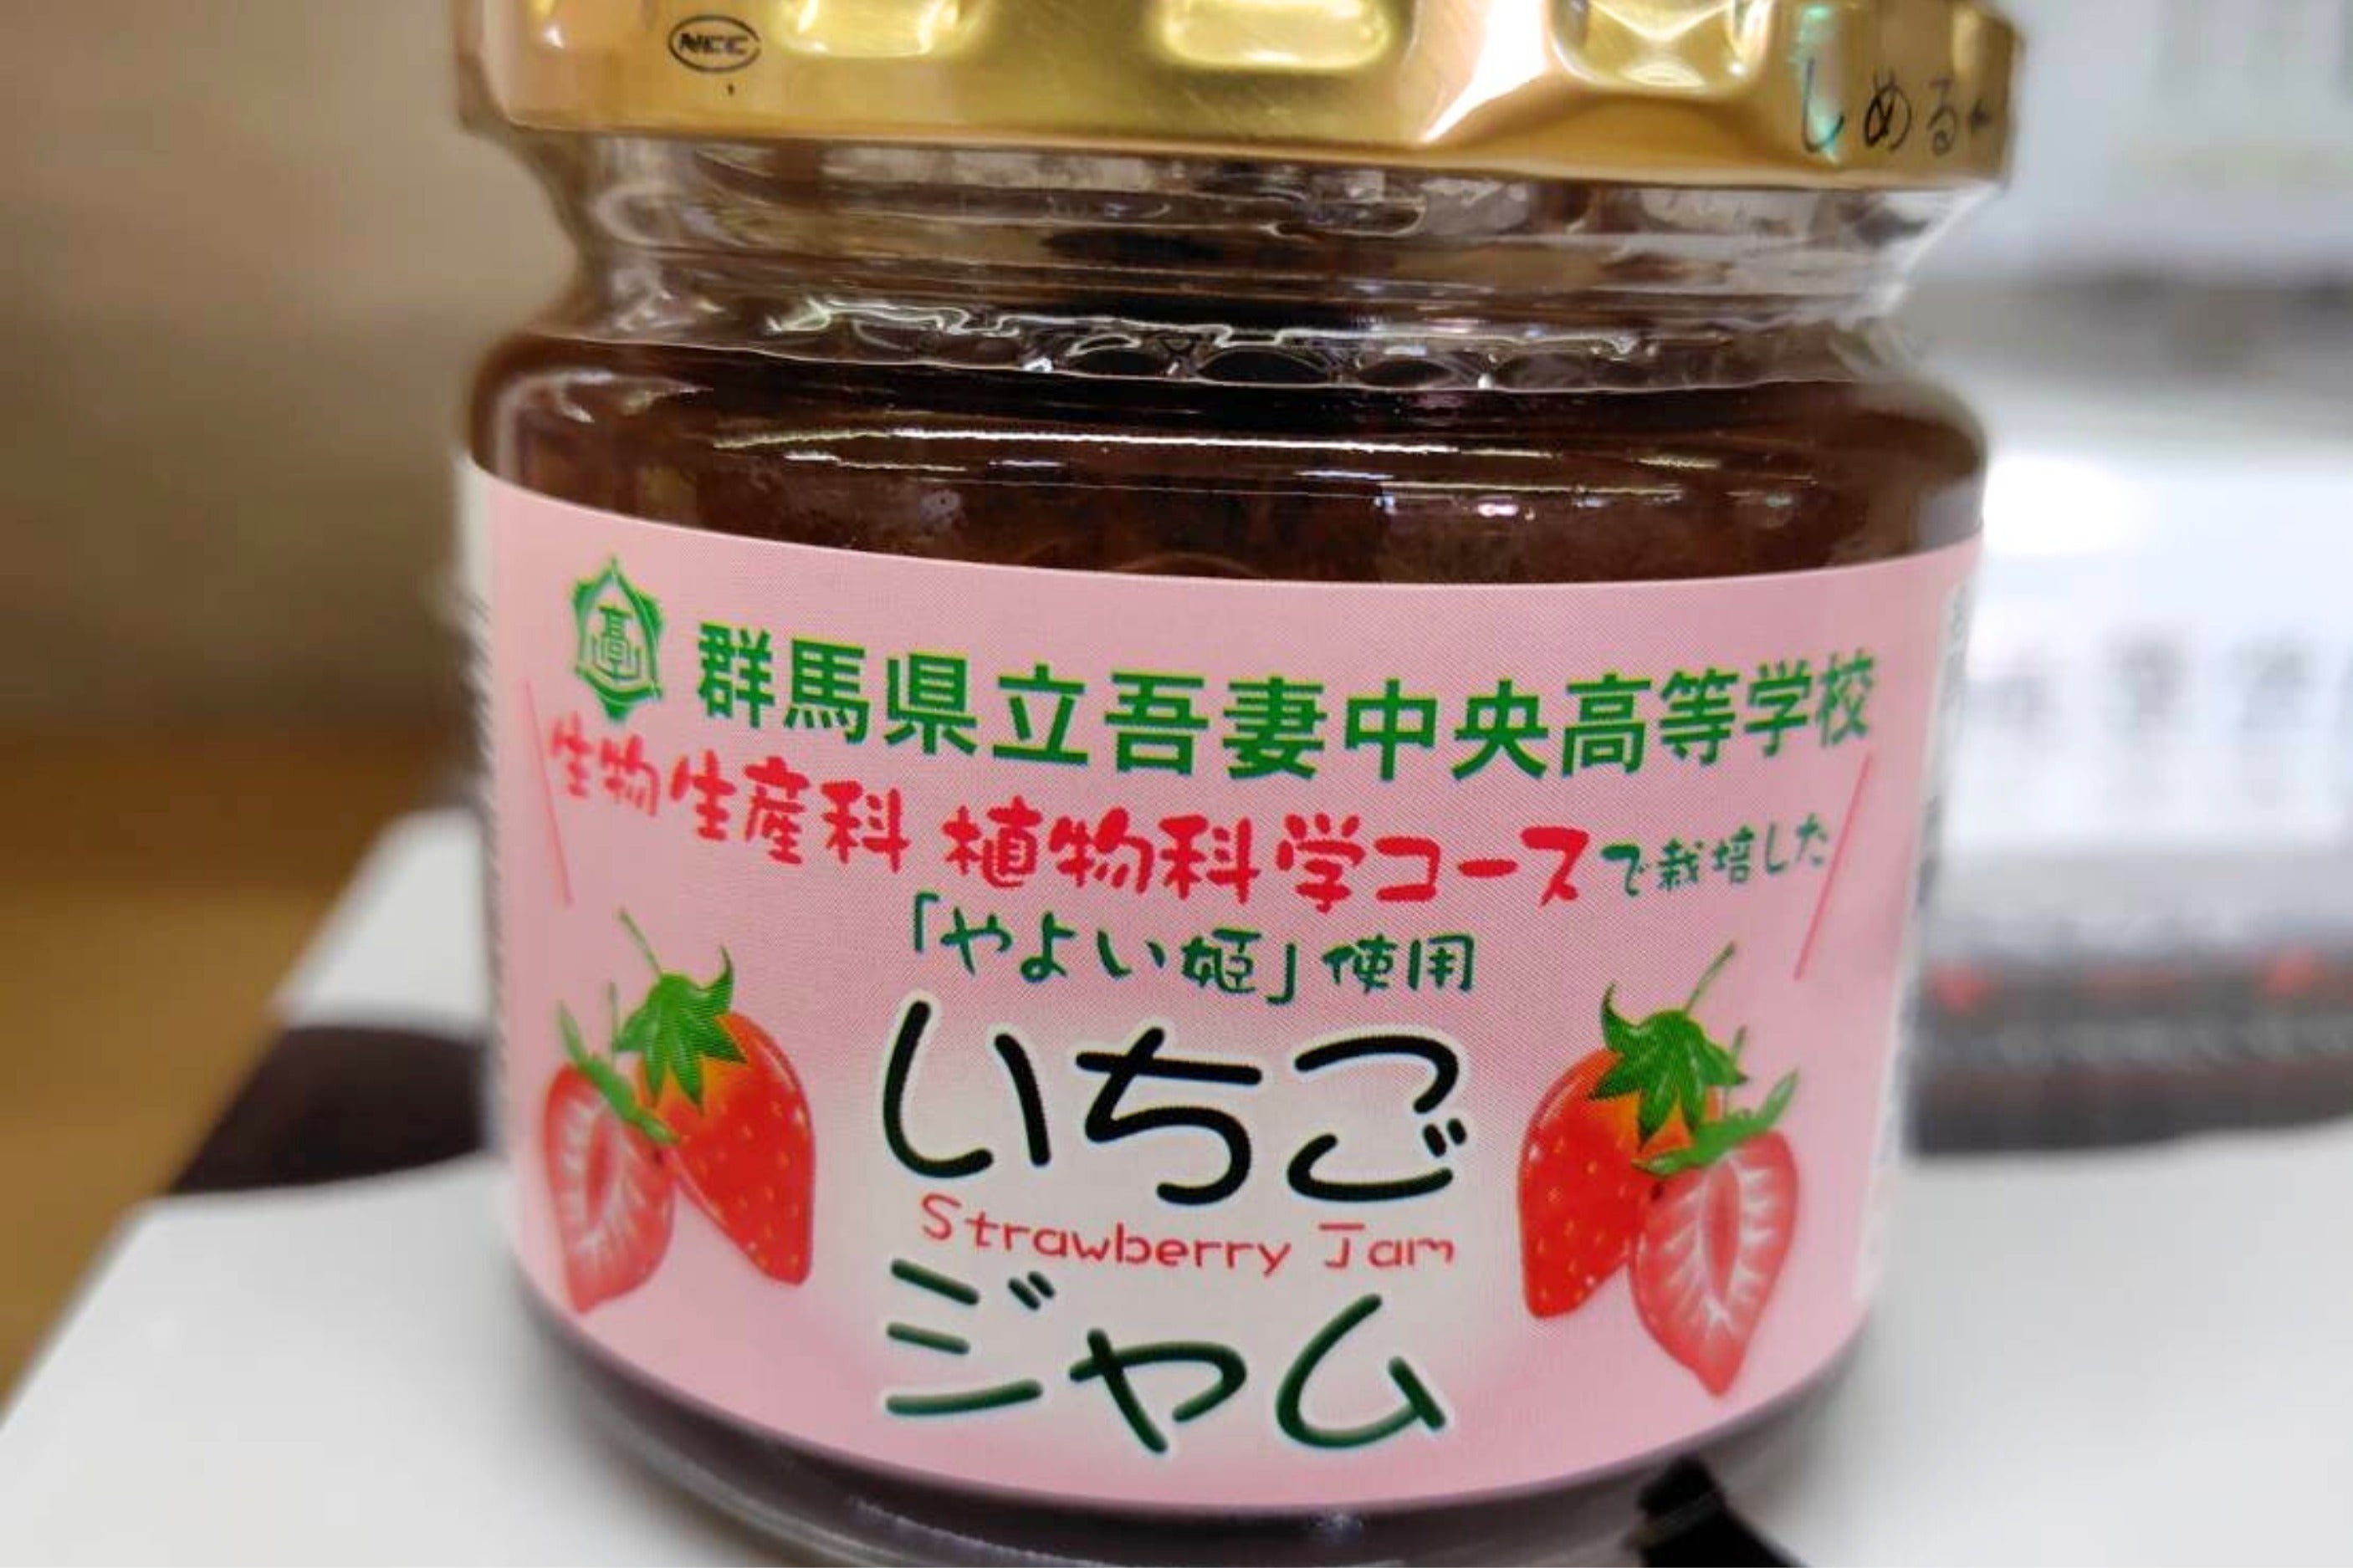 NCC
しめる
群馬県立吾妻中央高等学校
生物生産科 植物科学コースで栽培した
「やよい姫」使用
いちご
Strawberry Jam
ジャム